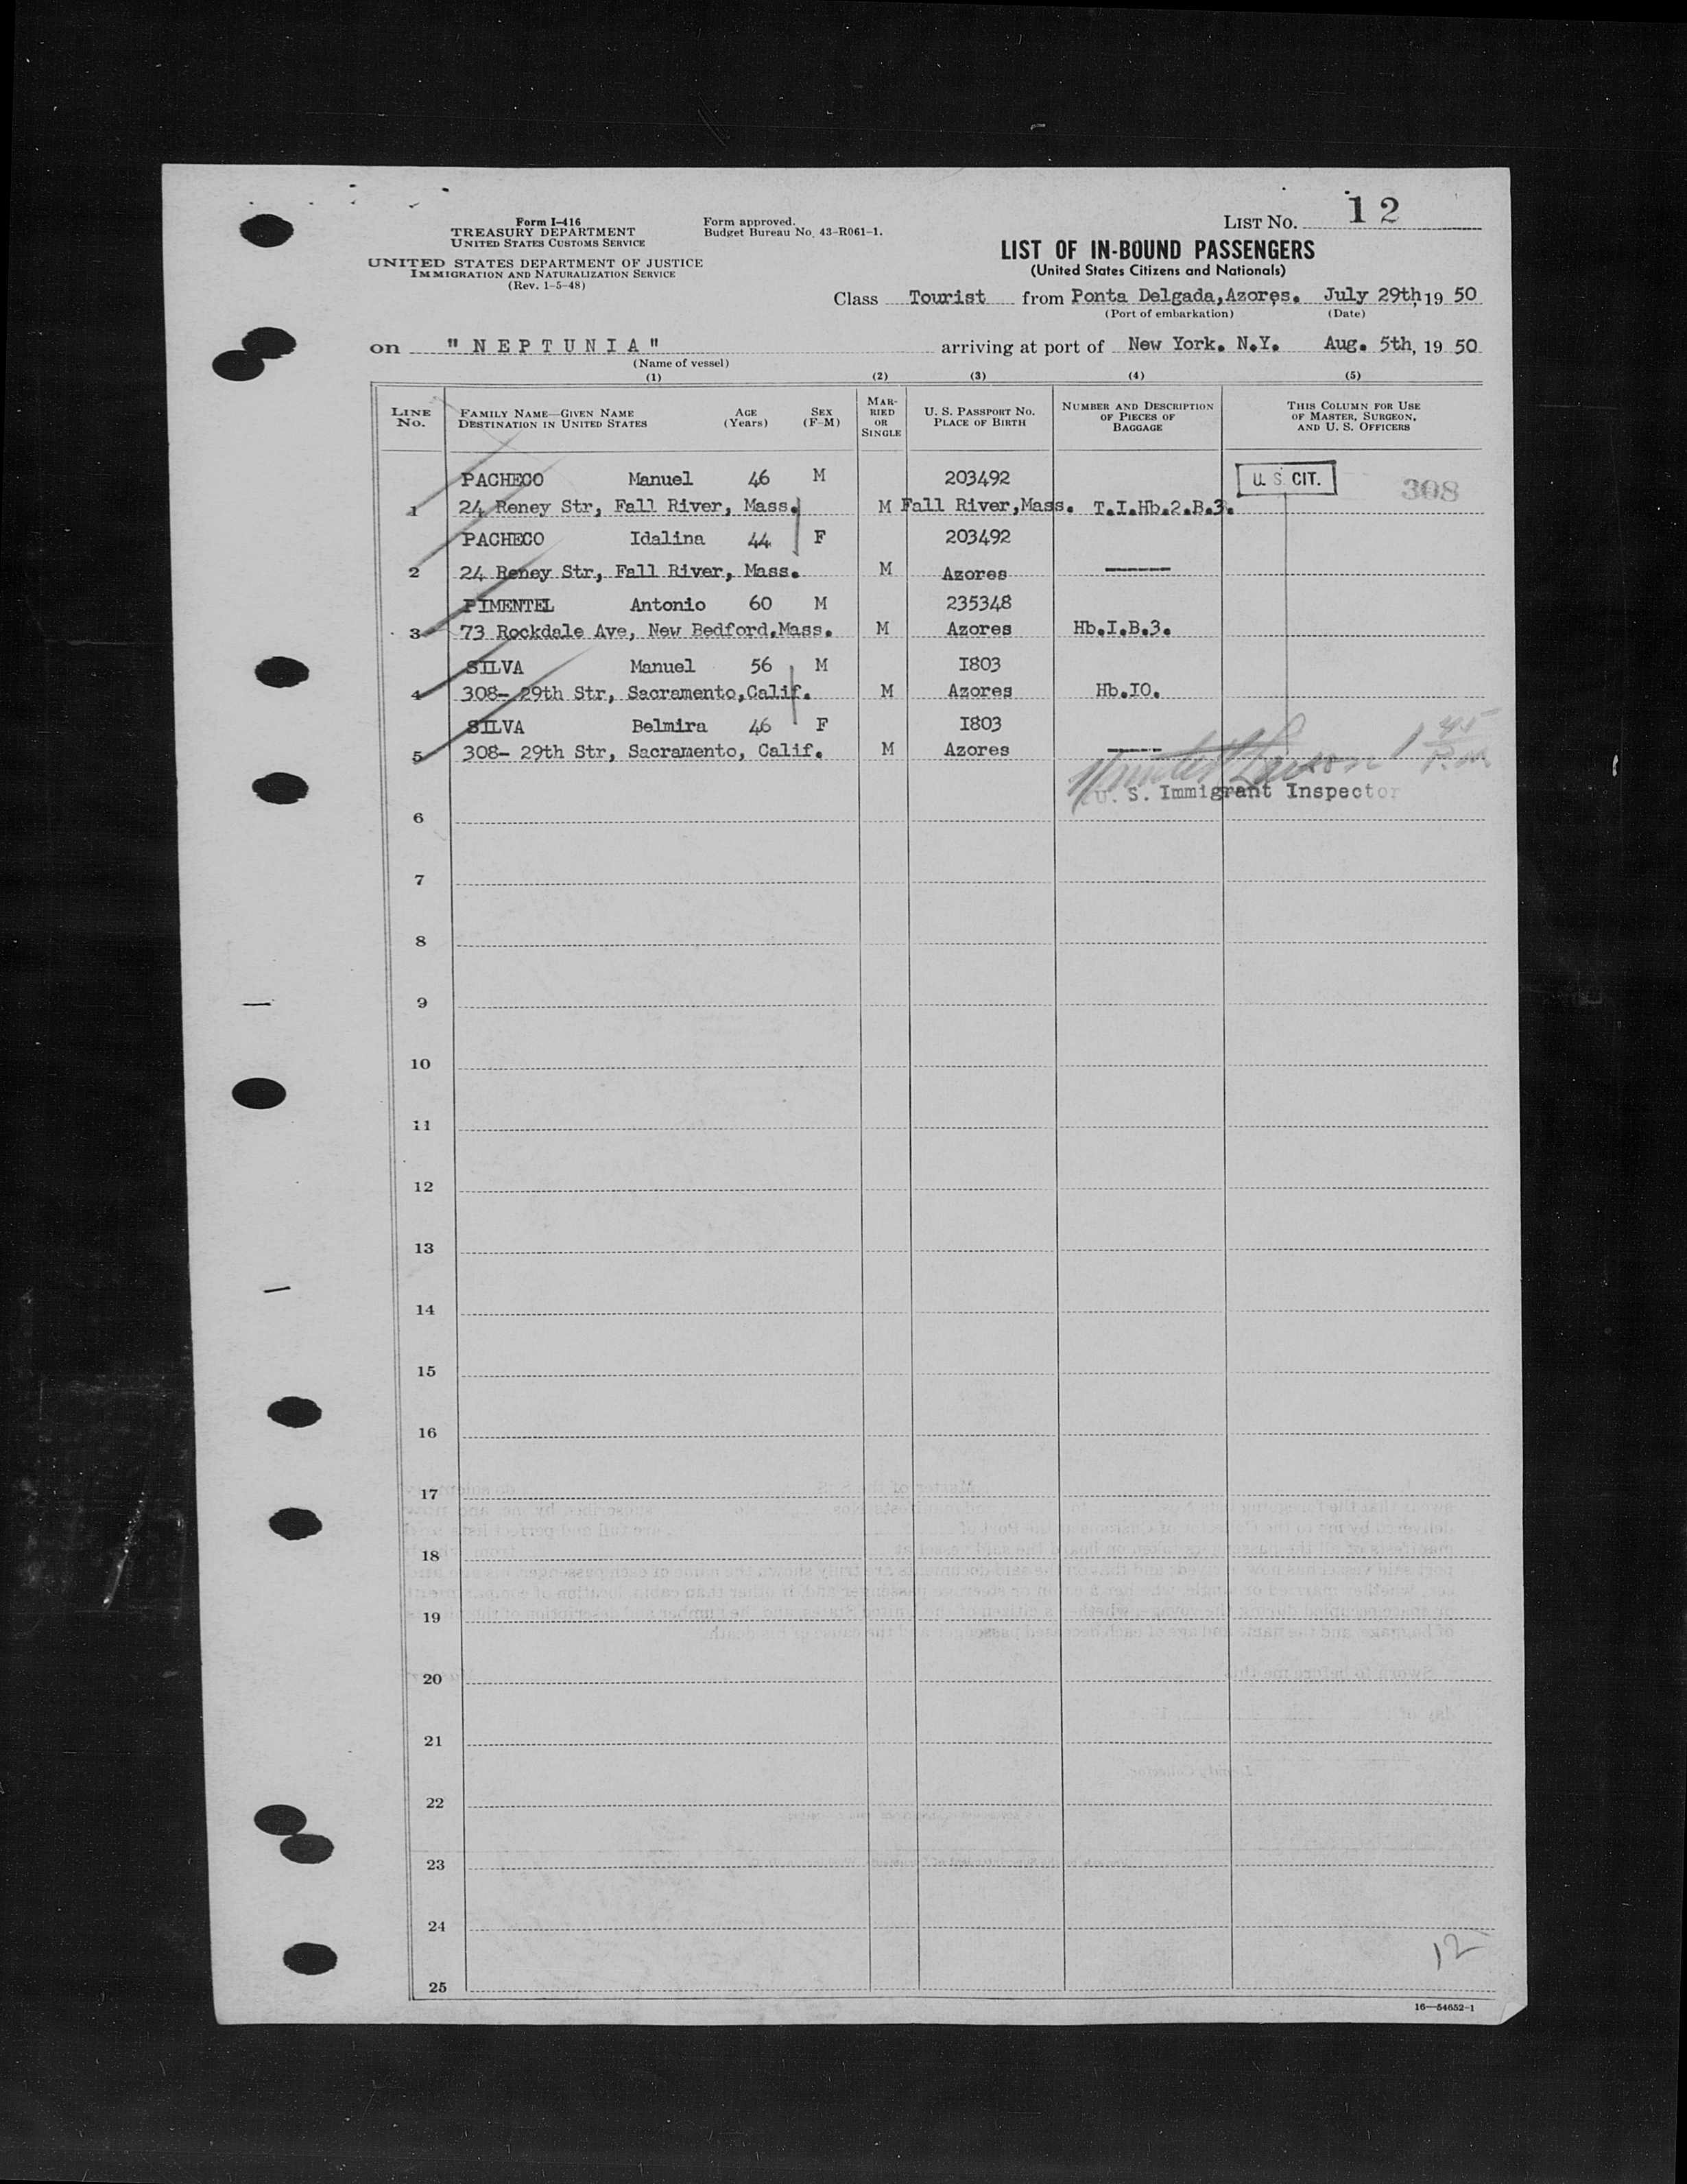 Form I-416
TREASURY DEPARTMENT
UNITED STATES CUSTOMS SERVICE
UNITED STATES DEPARTMENT OF JUSTICE
IMMIGRATION AND NATURALIZATION SERVICE
(Rev. 1-5-48)
Form approved.
Budget Bureau No. 43-R061-1.
LIST NO. 12
LIST OF IN-BOUND PASSENGERS
(United States Citizens and Nationals)
Class Tourist from Ponta Delgada, Azores. July 29th, 19 50
(Port of embarkation) (Date)
on "NEPTUNIA" arriving at port of New York. N.Y. Aug. 5th, 19 50
(Name of vessel)
(1) (2) (3) (4) (5)
LINE NO.
FAMILY NAME—GIVEN NAME
DESTINATION IN UNITED STATES
AGE (Years)
SEX (F-M)
MARRIED OR SINGLE
U. S. PASSPORT NO.
PLACE OF BIRTH
NUMBER AND DESCRIPTION OF PIECES OF BAGGAGE
THIS COLUMN FOR USE OF MASTER, SURGEON, AND U. S. OFFICERS
PACHECO Manuel 46 M 203492 U. S. CIT. 308
1 24 Reney Str, Fall River, Mass. M Fall River, Mass. T.I.Hb.2.B.3.
PACHECO Idalina 44 F 203492
2 24 Reney Str, Fall River, Mass. M Azores
PIMENTEL Antonio 60 M 235348
3 73 Rockdale Ave, New Bedford, Mass. M Azores Hb.I.B.3.
SILVA Manuel 56 M I803
4 308- 29th Str, Sacramento, Calif. M Azores Hb.IO.
SILVA Belmira 46 F I803
5 308- 29th Str, Sacramento, Calif. M Azores
U. S. Immigrant Inspector
6
7
8
9
10
11
12
13
14
15
16
17
18
19
20
21
22
23
24
25
12
16—54652-1